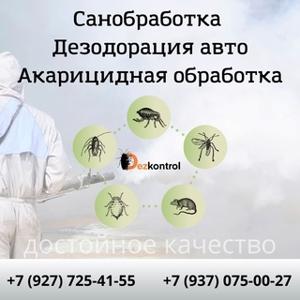 Санобработка
Дезодорация авто
Акарицидная обработка
Dezkontrol
достойное качество
+7 (927) 725-41-55 +7 (937) 075-00-27